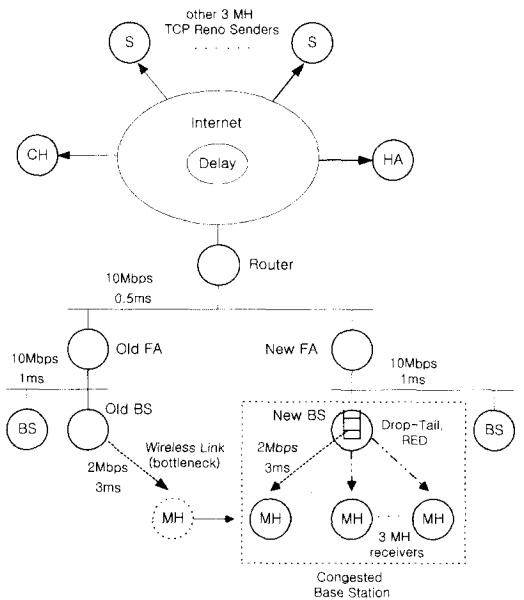 other 3 MH
TCP Reno Senders
S
S
Internet
Delay
CH
HA
Router
10Mbps
0.5ms
Old FA
New FA
10Mbps
1ms
10Mbps
1ms
BS
Old BS
New BS
Drop-Tail,
RED
BS
Wireless Link
(bottleneck)
2Mbps
3ms
2Mbps
3ms
MH
MH
MH
MH
3 MH
receivers
Congested
Base Station